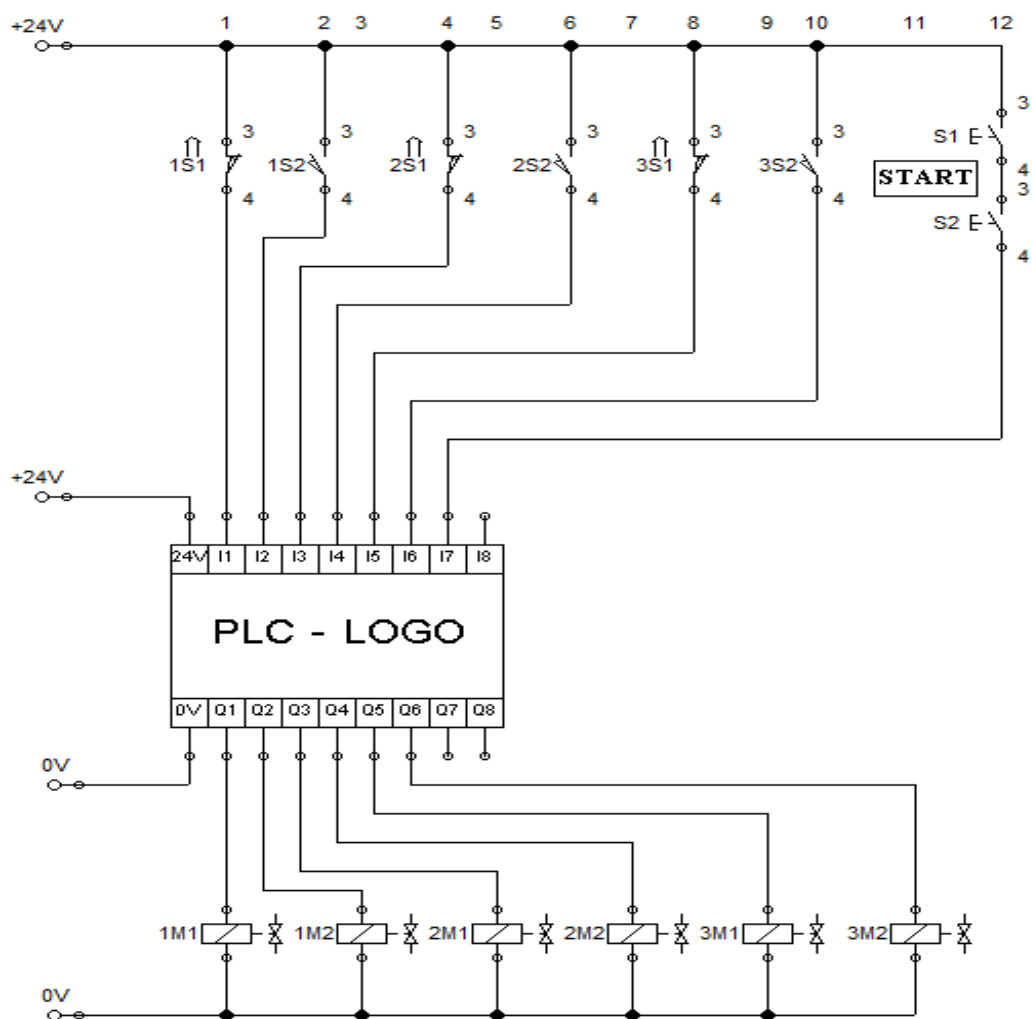 +24V 1 2 3 4 5 6 7 8 9 10 11 12
3 3 3 3 3 3 3
1S1 1S2 2S1 2S2 3S1 3S2 S1
4 4 4 4 4 4 4
START 3
S2
4
+24V
24V I1 I2 I3 I4 I5 I6 I7 I8
PLC - LOGO
0V Q1 Q2 Q3 Q4 Q5 Q6 Q7 Q8
0V
1M1 1M2 2M1 2M2 3M1 3M2
0V